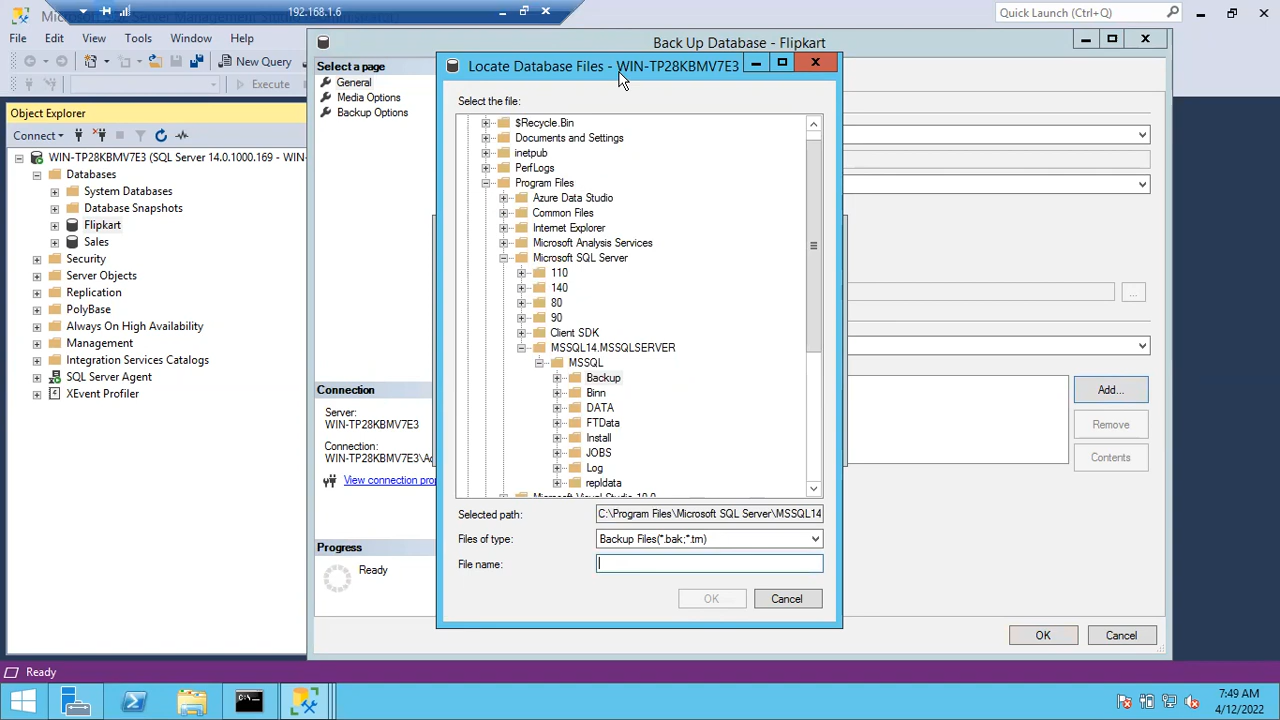 192.168.1.6
Quick Launch (Ctrl+Q)
File Edit View Tools Window Help
New Query
Execute
Object Explorer
Connect
WIN-TP28KBMV7E3 (SQL Server 14.0.1000.169 - WIN-
Databases
System Databases
Database Snapshots
Flipkart
Sales
Security
Server Objects
Replication
PolyBase
Always On High Availability
Management
Integration Services Catalogs
SQL Server Agent
XEvent Profiler
Back Up Database - Flipkart
Select a page
General
Media Options
Backup Options
Connection
Server:
WIN-TP28KBMV7E3
Connection:
WIN-TP28KBMV7E3\Ad
View connection pro
Progress
Ready
Add...
Remove
Contents
OK Cancel
Locate Database Files - WIN-TP28KBMV7E3
Select the file:
$Recycle.Bin
Documents and Settings
inetpub
PerfLogs
Program Files
Azure Data Studio
Common Files
Internet Explorer
Microsoft Analysis Services
Microsoft SQL Server
110
140
80
90
Client SDK
MSSQL14.MSSQLSERVER
MSSQL
Backup
Binn
DATA
FTData
Install
JOBS
Log
repldata
Microsoft Visual Studio 10.0
Selected path: C:\Program Files\Microsoft SQL Server\MSSQL14
Files of type: Backup Files(*.bak;*.trn)
File name:
OK Cancel
Ready
7:49 AM
4/12/2022